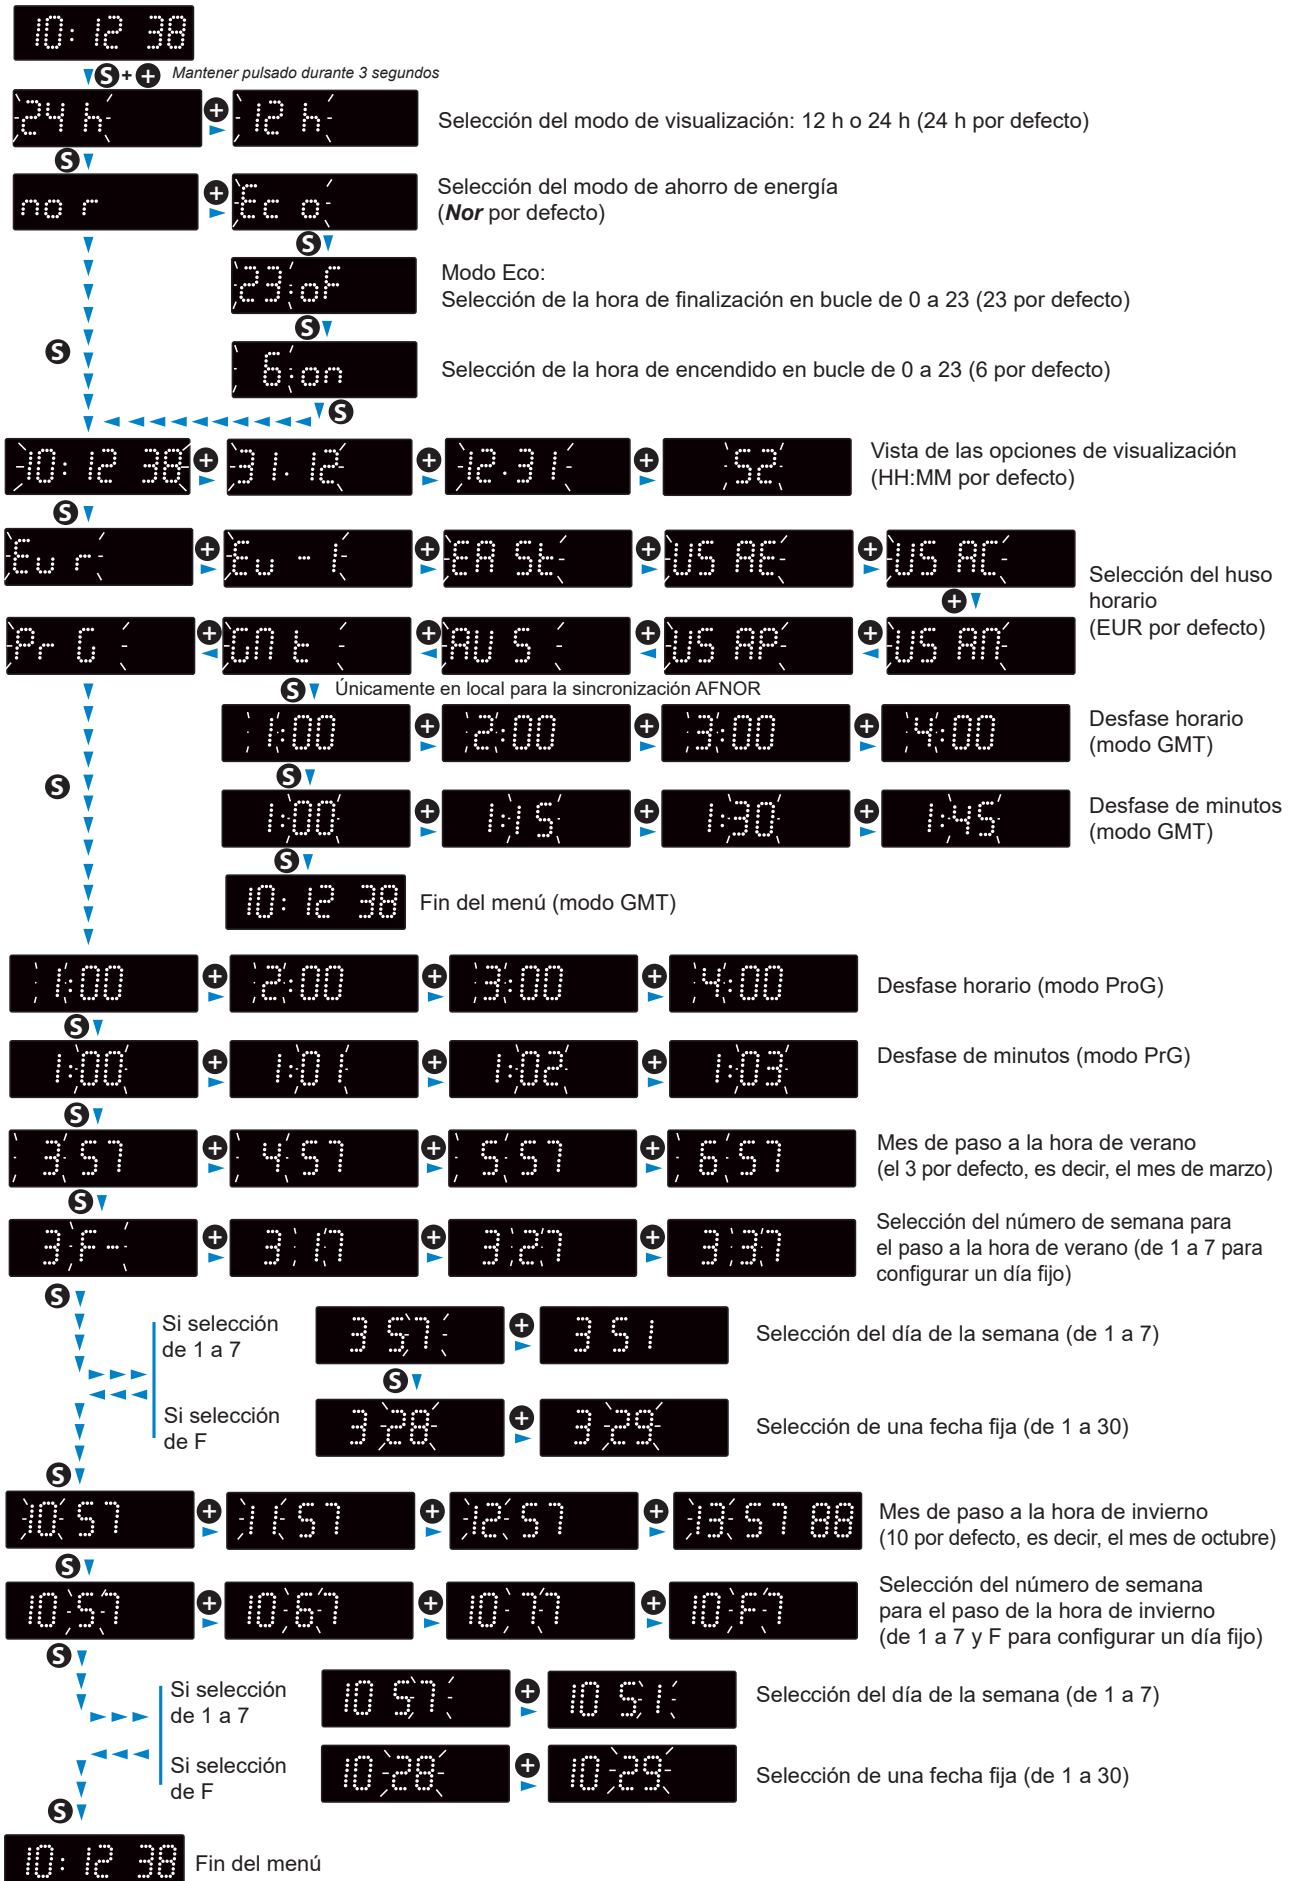 10: 12 38
S + + Mantener pulsado durante 3 segundos
24 h + 12 h Selección del modo de visualización: 12 h o 24 h (24 h por defecto)
S
no r + Ec o Selección del modo de ahorro de energía
(Nor por defecto)
S
23:oF Modo Eco:
Selección de la hora de finalización en bucle de 0 a 23 (23 por defecto)
S
S
6:on Selección de la hora de encendido en bucle de 0 a 23 (6 por defecto)
S
10: 12 38 + 31.12 + 12.31 + 52 Vista de las opciones de visualización
(HH:MM por defecto)
S
Eu r + Eu -1 + EA St + US AE + US AC
Selección del huso
horario
(EUR por defecto)
+
Pr G + GMt + AU S + US AP + US AM
S Únicamente en local para la sincronización AFNOR
1:00 + 2:00 + 3:00 + 4:00 Desfase horario
(modo GMT)
S
S
1:00 + 1:15 + 1:30 + 1:45 Desfase de minutos
(modo GMT)
S
10: 12 38 Fin del menú (modo GMT)
1:00 + 2:00 + 3:00 + 4:00 Desfase horario (modo ProG)
S
1:00 + 1:01 + 1:02 + 1:03 Desfase de minutos (modo PrG)
S
3 57 + 4 57 + 5 57 + 6 57 Mes de paso a la hora de verano
(el 3 por defecto, es decir, el mes de marzo)
S
3 F- + 3 17 + 3 27 + 3 37 Selección del número de semana para
el paso a la hora de verano (de 1 a 7 para
configurar un día fijo)
S
Si selección
de 1 a 7
3 57 + 3 51 Selección del día de la semana (de 1 a 7)
S
Si selección
de F
3 28 + 3 29 Selección de una fecha fija (de 1 a 30)
S
10 57 + 11 57 + 12 57 + 13 57 88 Mes de paso a la hora de invierno
(10 por defecto, es decir, el mes de octubre)
S
10 57 + 10 67 + 10 77 + 10 F7 Selección del número de semana
para el paso de la hora de invierno
(de 1 a 7 y F para configurar un día fijo)
S
Si selección
de 1 a 7
10 57 + 10 51 Selección del día de la semana (de 1 a 7)
Si selección
de F
10 28 + 10 29 Selección de una fecha fija (de 1 a 30)
S
10: 12 38 Fin del menú